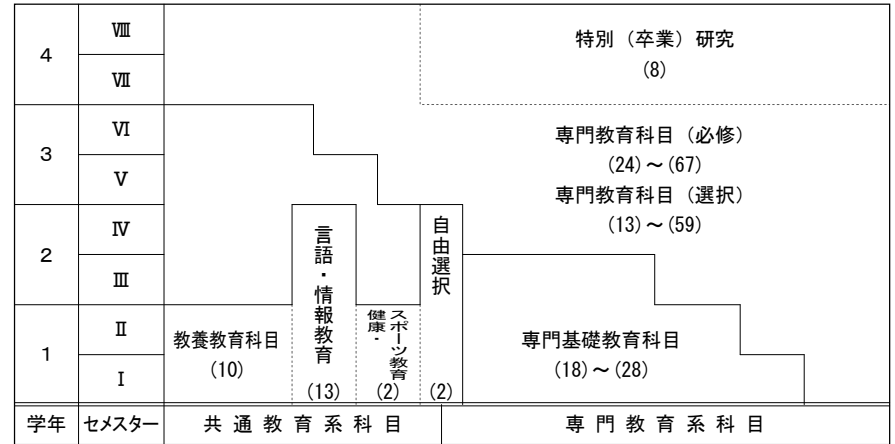 4
Ⅷ
Ⅶ
特別（卒業）研究
(8)
3
Ⅵ
Ⅴ
専門教育科目（必修）
(24)～(67)
専門教育科目（選択）
(13)～(59)
2
Ⅳ
Ⅲ
言語・情報教育
(13)
自由選択
(2)
1
Ⅱ
Ⅰ
教養教育科目
(10)
健康・
スポーツ教育
(2)
専門基礎教育科目
(18)～(28)
学年
セメスター
共通教育系科目
専門教育系科目